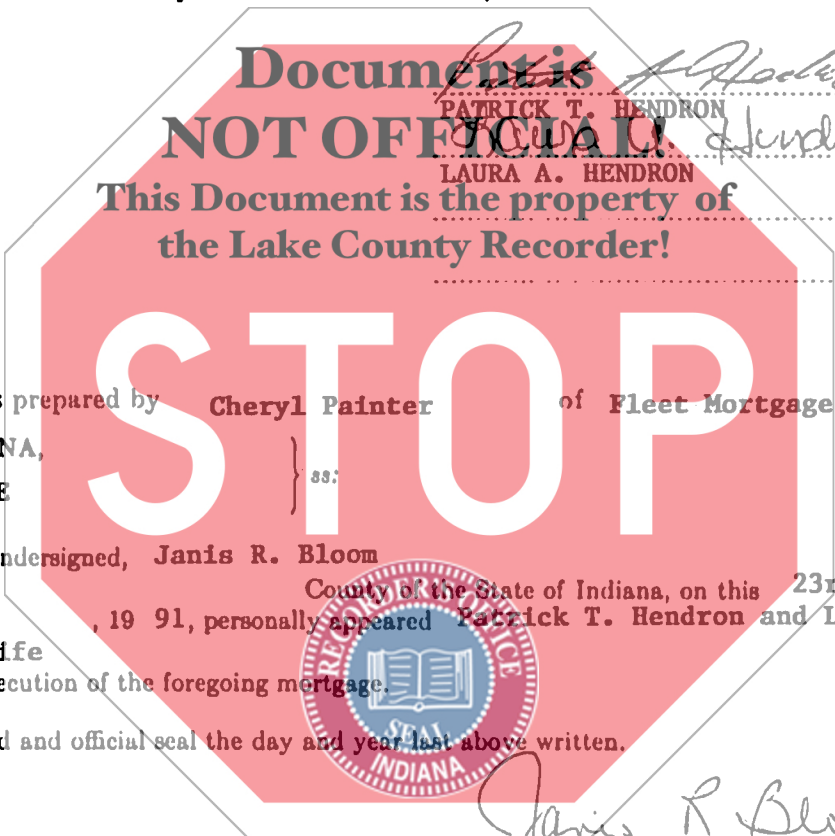 Document is
PATRICK T. HENDRON
NOT OFFICIAL!
LAURA A. HENDRON
This Document is the property of
the Lake County Recorder!
STOP
prepared by Cheryl Painter of Fleet Mortgage
NA,
ss:
ndersigned, Janis R. Bloom
County of the State of Indiana, on this 23r
, 19 91, personally appeared Patrick T. Hendron and L
ife
ecution of the foregoing mortgage.
d and official seal the day and year last above written.
RECORDER'S OFFICE
SEAL
INDIANA
Janis R Blo